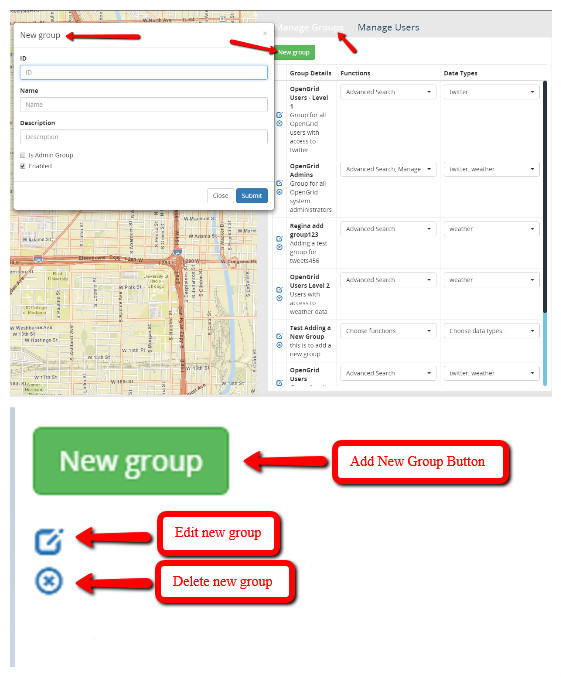 New group
×
ID
ID
Name
Name
Description
Description
Is Admin Group
Enabled
Close
Submit
Manage Groups
Manage Users
New group
Group Details
Functions
Data Types
OpenGrid
Users - Level
1
Group for all
OpenGrid
users with
access to
twitter
Advanced Search
twitter
OpenGrid
Admins
Group for all
OpenGrid
system
administrators
Advanced Search, Manage
twitter, weather
Regina add
group123
Adding a test
group for
tweets456
Advanced Search
weather
OpenGrid
Users Level 2
Users with
access to
weather data
Advanced Search
weather
Test Adding a
New Group
this is to add a
new group
Choose functions
Choose data types
OpenGrid
Users
Advanced Search
twitter, weather
New group
Add New Group Button
Edit new group
Delete new group